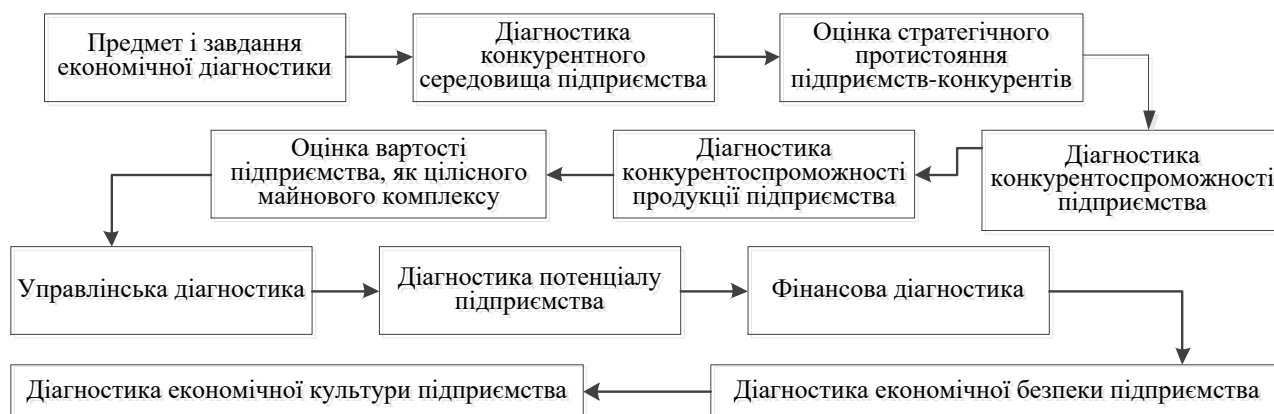 Предмет і завдання
економічної діагностики
Діагностика
конкурентного
середовища підприємства
Оцінка стратегічного
протистояння
підприємств-конкурентів
Діагностика
конкурентоспроможності
підприємства
Діагностика
конкурентоспроможності
продукції підприємства
Оцінка вартості
підприємства, як цілісного
майнового комплексу
Управлінська діагностика
Діагностика потенціалу
підприємства
Фінансова діагностика
Діагностика економічної безпеки підприємства
Діагностика економічної культури підприємства